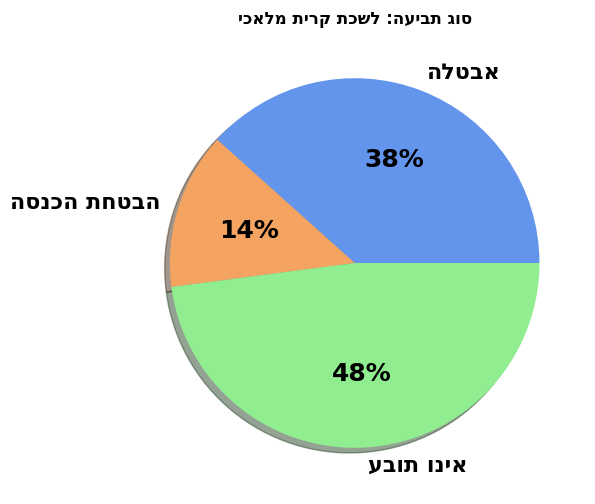 סוג תביעה: לשכת קרית מלאכי
אבטלה
38%
הבטחת הכנסה
14%
48%
אינו תובע